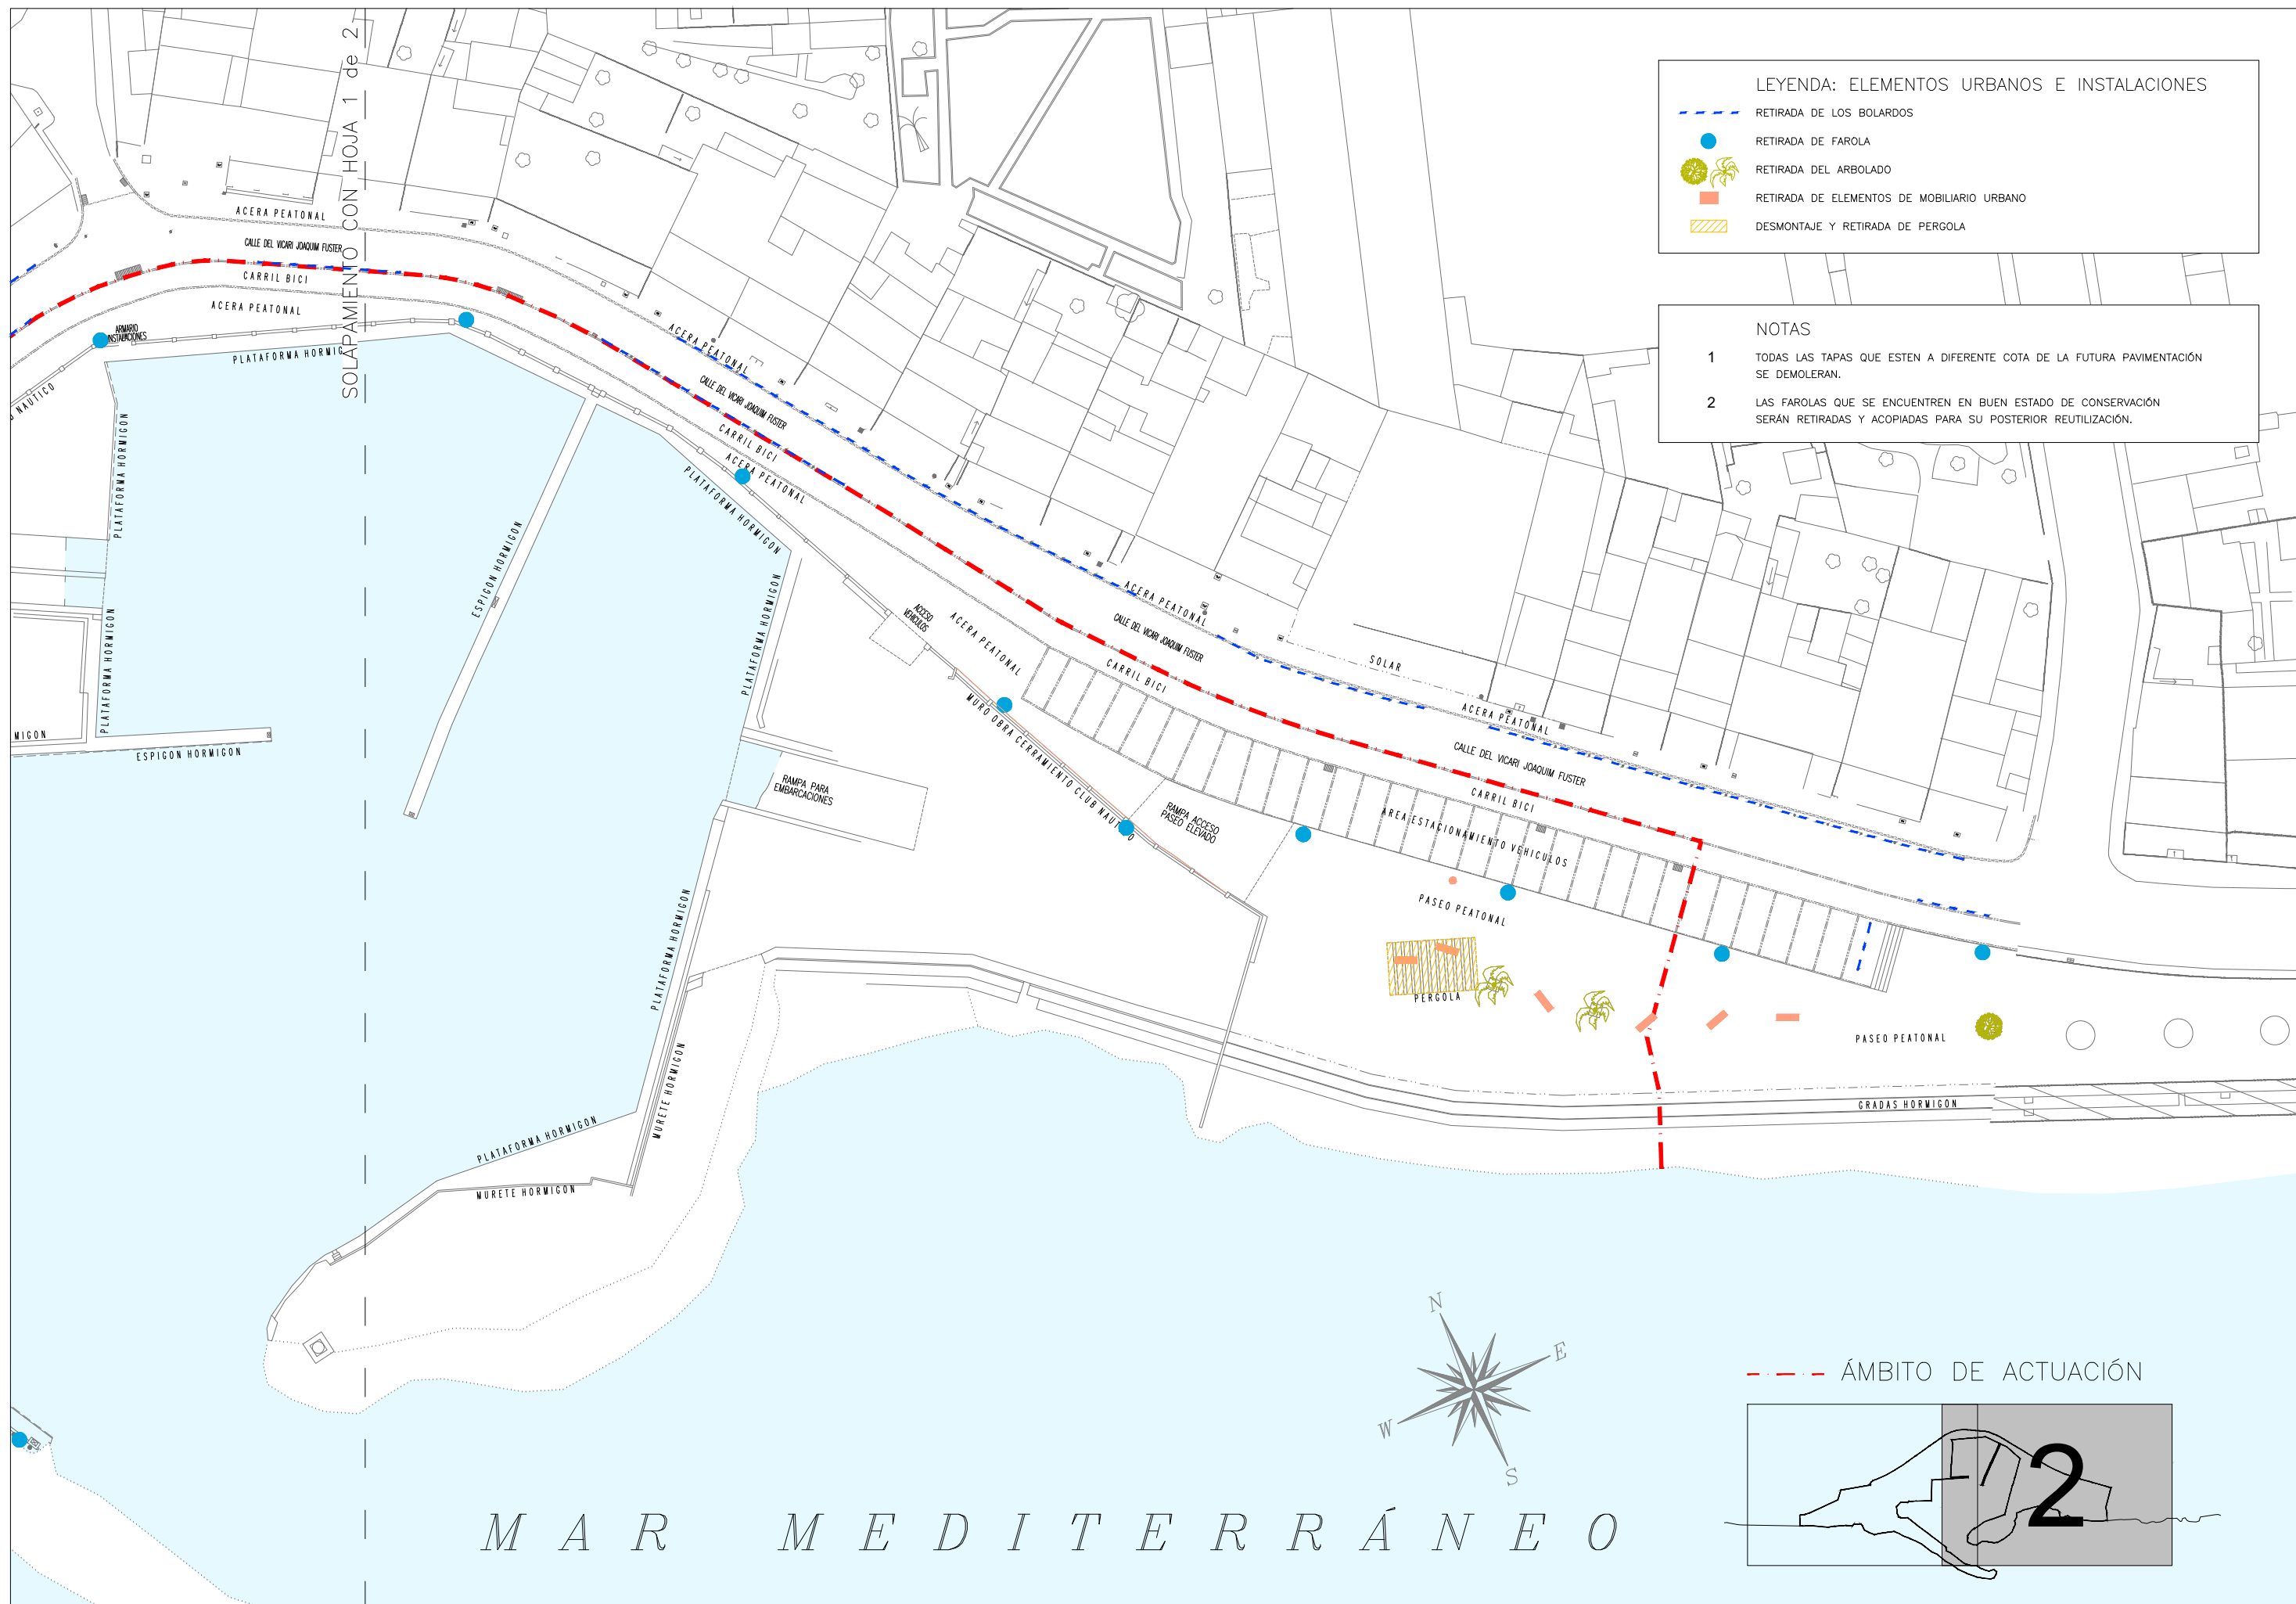 SOLAPAMIENTO CON HOJA 1 de 2
LEYENDA: ELEMENTOS URBANOS E INSTALACIONES
RETIRADA DE LOS BOLARDOS
RETIRADA DE FAROLA
RETIRADA DEL ARBOLADO
RETIRADA DE ELEMENTOS DE MOBILIARIO URBANO
DESMONTAJE Y RETIRADA DE PERGOLA
NOTAS
1 TODAS LAS TAPAS QUE ESTEN A DIFERENTE COTA DE LA FUTURA PAVIMENTACIÓN
SE DEMOLERAN.
2 LAS FAROLAS QUE SE ENCUENTREN EN BUEN ESTADO DE CONSERVACIÓN
SERÁN RETIRADAS Y ACOPIADAS PARA SU POSTERIOR REUTILIZACIÓN.
ACERA PEATONAL
CALLE DEL VICARI JOAQUIM FUSTER
CARRIL BICI
ACERA PEATONAL
ARMARIO
INSTALACIONES
PLATAFORMA HORMIG
NAUTICO
PLATAFORMA HORMIGON
PLATAFORMA HORMIGON
MIGON
ESPIGON HORMIGON
ESPIGON HORMIGON
ACERA PEATONAL
CALLE DEL VICARI JOAQUIM FUSTER
CARRIL BICI
ACERA PEATONAL
PLATAFORMA HORMIGON
PLATAFORMA HORMIGON
ACCESO
VEHICULOS
ACERA PEATONAL
ACERA PEATONAL
CALLE DEL VICARI JOAQUIM FUSTER
CARRIL BICI
SOLAR
ACERA PEATONAL
CALLE DEL VICARI JOAQUIM FUSTER
CARRIL BICI
AREA ESTACIONAMIENTO VEHICULOS
MURO OBRA CERRAMIENTO CLUB NAUTICO
RAMPA PARA
EMBARCACIONES
RAMPA ACCESO
PASEO ELEVADO
PASEO PEATONAL
PERGOLA
PASEO PEATONAL
GRADAS HORMIGON
PLATAFORMA HORMIGON
MURETE HORMIGON
PLATAFORMA HORMIGON
MURETE HORMIGON
N
E
W
S
ÁMBITO DE ACTUACIÓN
2
MAR MEDITERRÁNEO